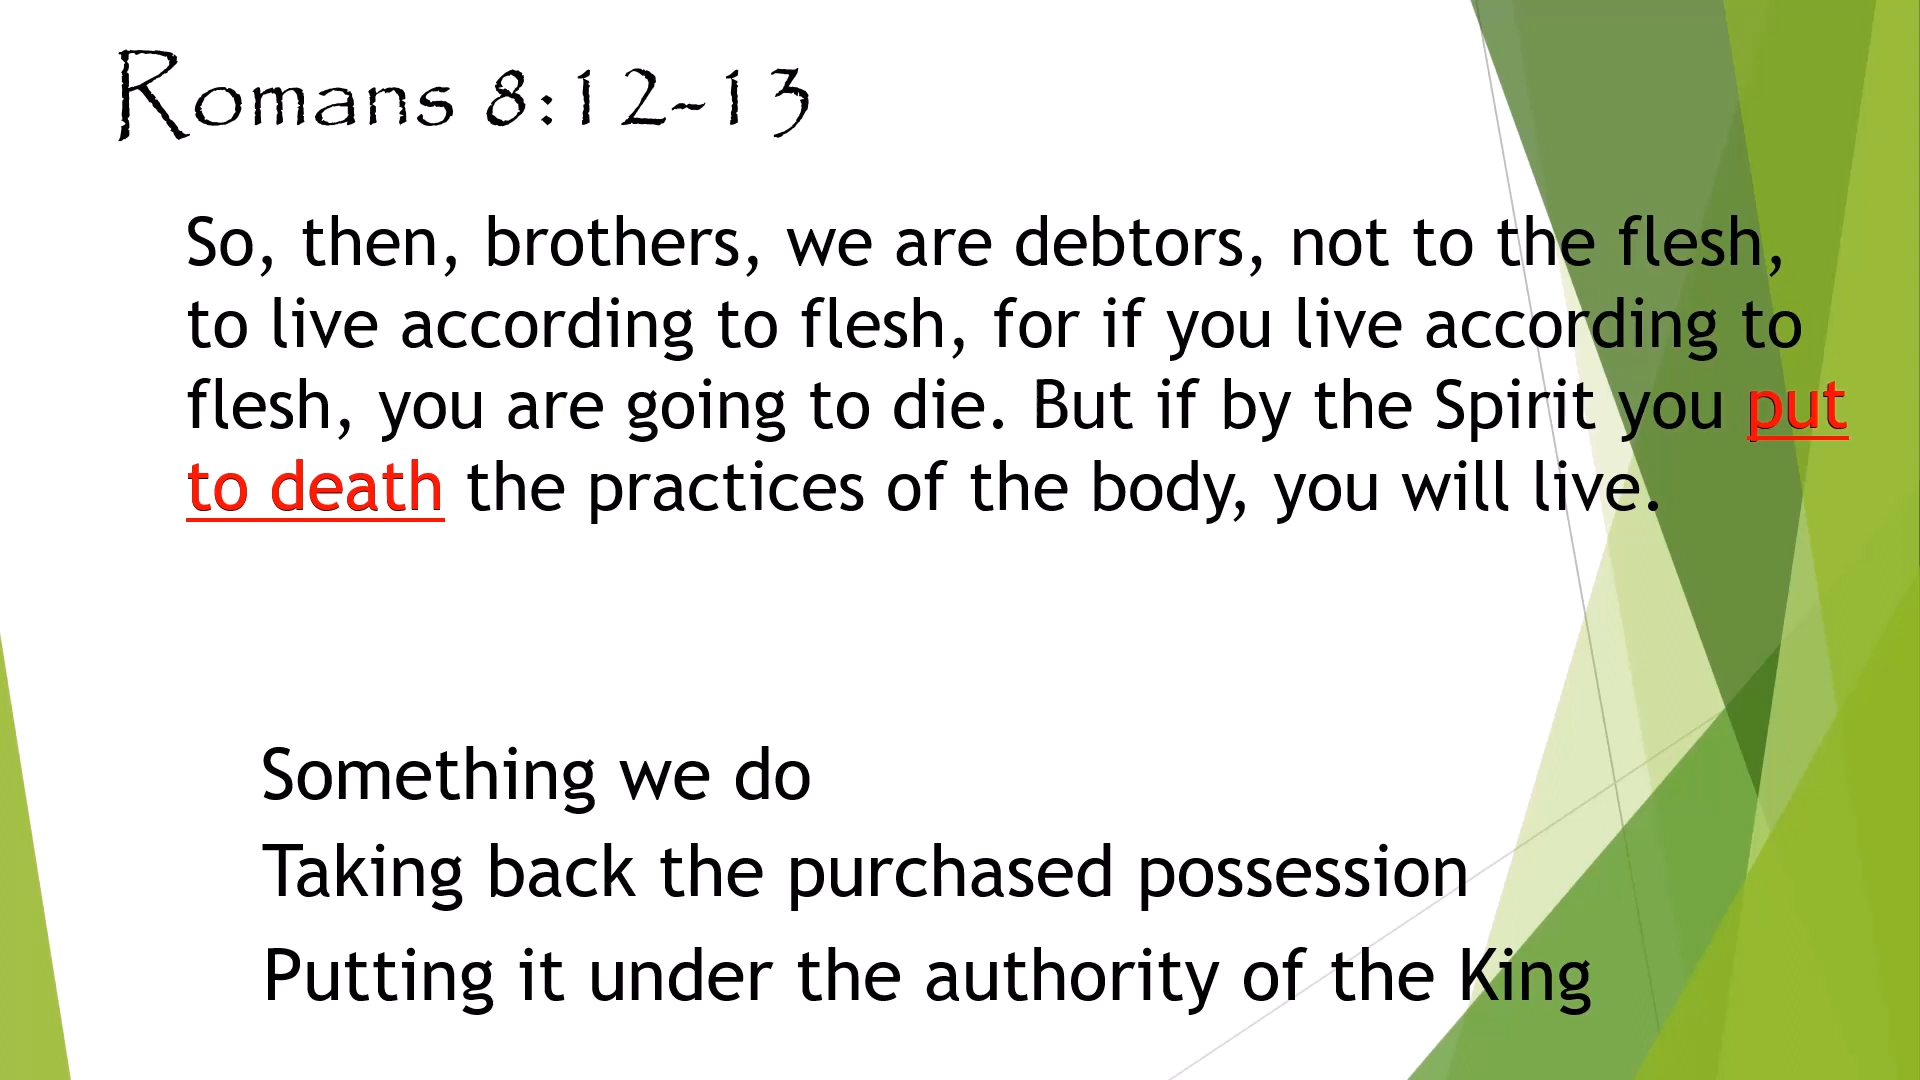 Romans 8:12-13
So, then, brothers, we are debtors, not to the flesh,
to live according to flesh, for if you live according to
flesh, you are going to die. But if by the Spirit you put
to death the practices of the body, you will live.
Something we do
Taking back the purchased possession
Putting it under the authority of the King